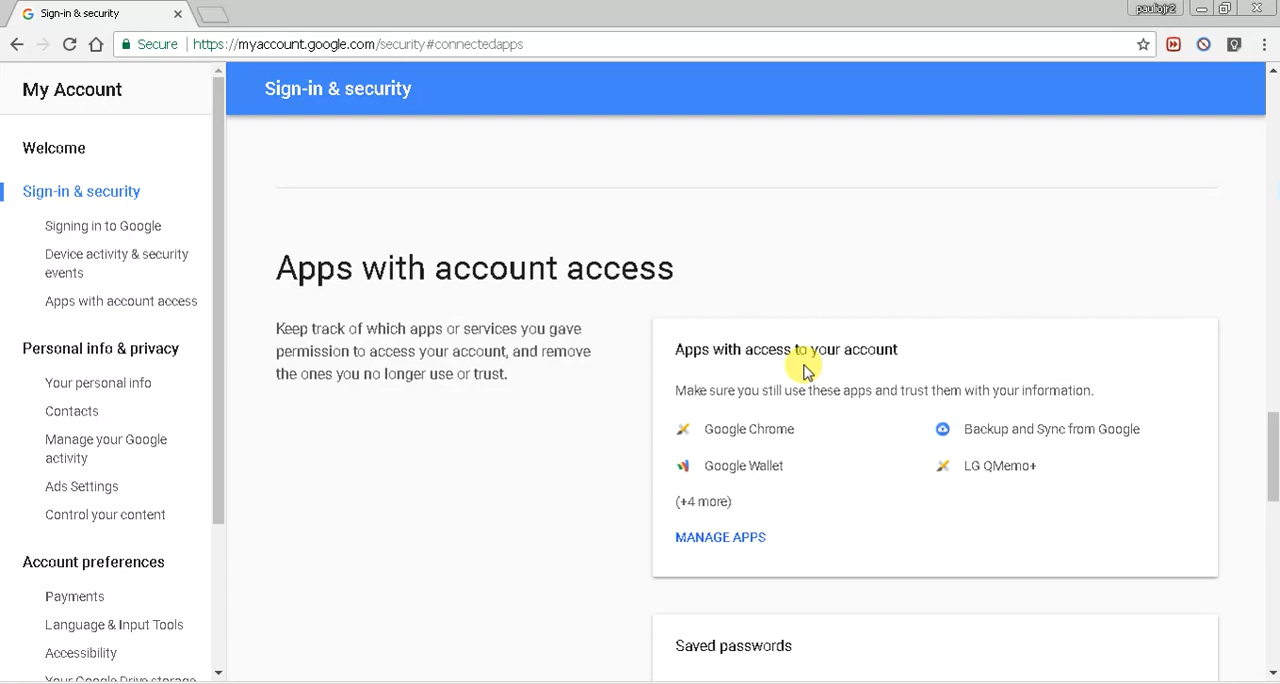 Sign-in & security
pauliojr2
Secure
https://myaccount.google.com/security#connectedapps
My Account
Welcome
Sign-in & security
Signing in to Google
Device activity & security
events
Apps with account access
Personal info & privacy
Your personal info
Contacts
Manage your Google
activity
Ads Settings
Control your content
Account preferences
Payments
Language & Input Tools
Accessibility
Your Google Drive storage
Sign-in & security
Apps with account access
Keep track of which apps or services you gave
permission to access your account, and remove
the ones you no longer use or trust.
Apps with access to your account
Make sure you still use these apps and trust them with your information.
Google Chrome
Backup and Sync from Google
Google Wallet
LG QMemo+
(+4 more)
MANAGE APPS
Saved passwords